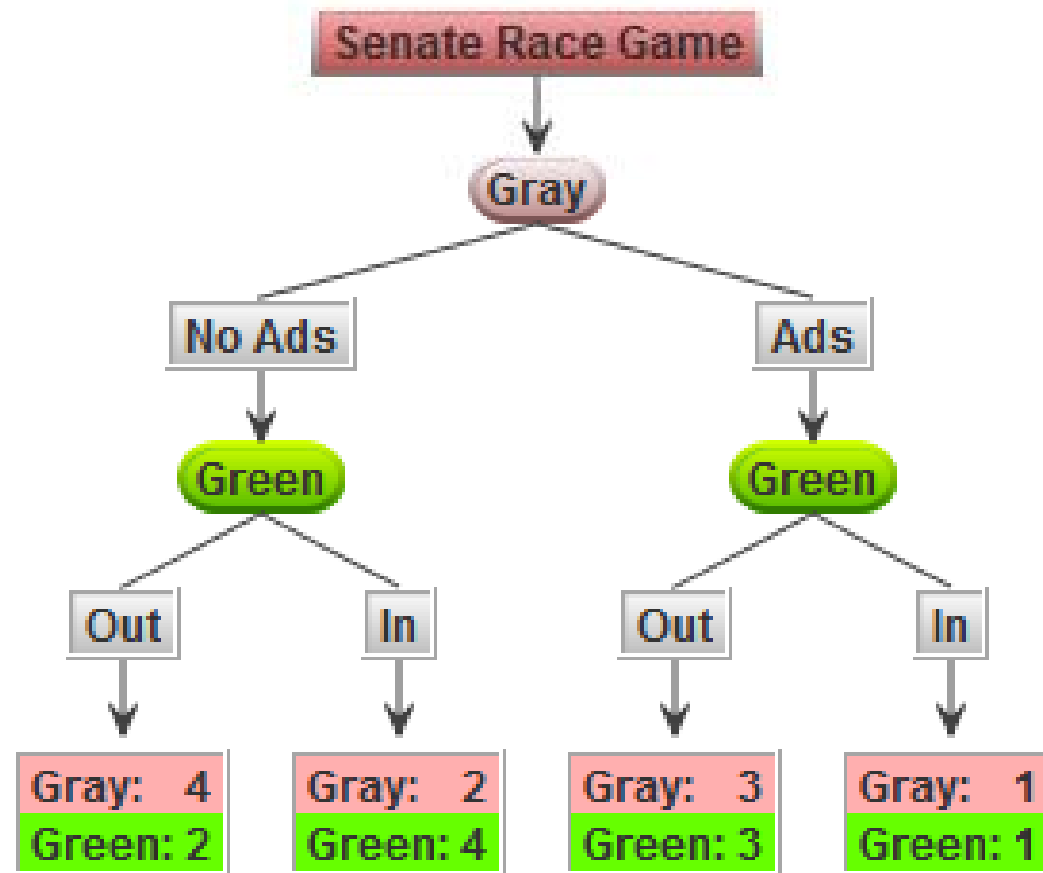 Senate Race Game
Gray
No Ads Ads
Green Green
Out In Out In
Gray: 4 Gray: 2 Gray: 3 Gray: 1
Green: 2 Green: 4 Green: 3 Green: 1